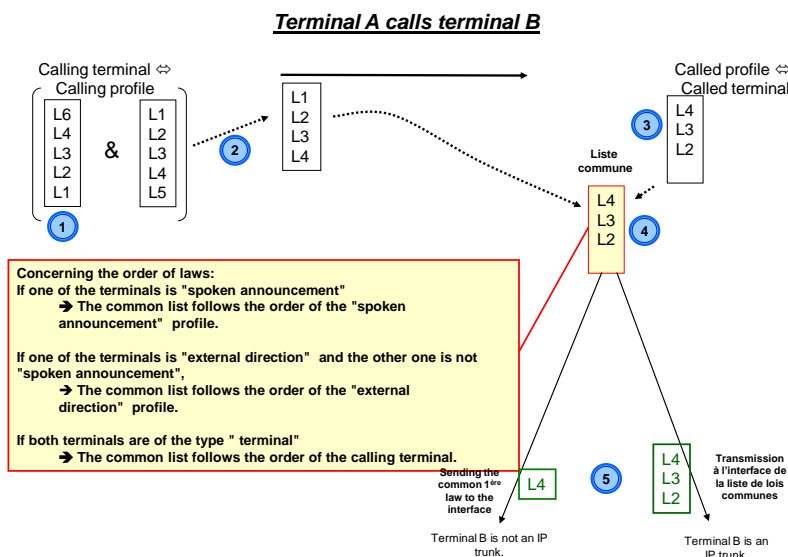 Terminal A calls terminal B
Calling terminal ⇔
Calling profile
L6
L4
L3
L2
L1
&
L1
L2
L3
L4
L5
1
2
L1
L2
L3
L4
Called profile ⇔
Called terminal
3
L4
L3
L2
Liste
commune
L4
L3
L2
4
Concerning the order of laws:
If one of the terminals is "spoken announcement"
➔ The common list follows the order of the "spoken
announcement" profile.
If one of the terminals is "external direction" and the other one is not
"spoken announcement",
➔ The common list follows the order of the "external
direction" profile.
If both terminals are of the type " terminal"
➔ The common list follows the order of the calling terminal.
Sending the
common 1ère
law to the
interface
L4
5
L4
L3
L2
Transmission
à l'interface de
la liste de lois
communes
Terminal B is not an IP
trunk.
Terminal B is an
IP trunk.